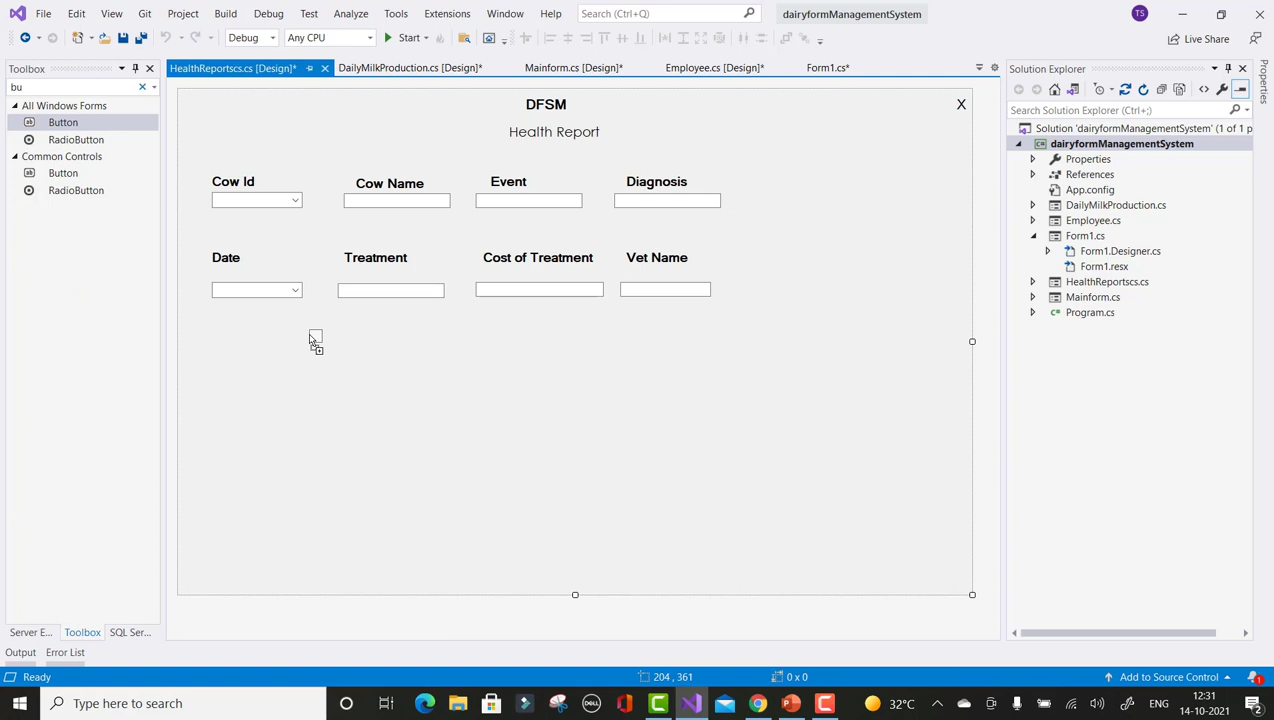 File Edit View Git Project Build Debug Test Analyze Tools Extensions Window Help Search (Ctrl+Q) dairyformManagementSystem TS
Debug Any CPU Start Live Share
Toolbox
bu
All Windows Forms
Button
RadioButton
Common Controls
Button
RadioButton
Server E... Toolbox SQL Ser...
HealthReportscs.cs [Design]* DailyMilkProduction.cs [Design]* Mainform.cs [Design]* Employee.cs [Design]* Form1.cs*
DFSM
X
Health Report
Cow Id Cow Name Event Diagnosis
Date Treatment Cost of Treatment Vet Name
Solution Explorer
Search Solution Explorer (Ctrl+;)
Solution 'dairyformManagementSystem' (1 of 1 p
dairyformManagementSystem
Properties
References
App.config
DailyMilkProduction.cs
Employee.cs
Form1.cs
Form1.Designer.cs
Form1.resx
HealthReportscs.cs
Mainform.cs
Program.cs
Properties
Output Error List
Ready 204 , 361 0 x 0 Add to Source Control 1
Type here to search DELL 32°C ENG 12:31
14-10-2021 2